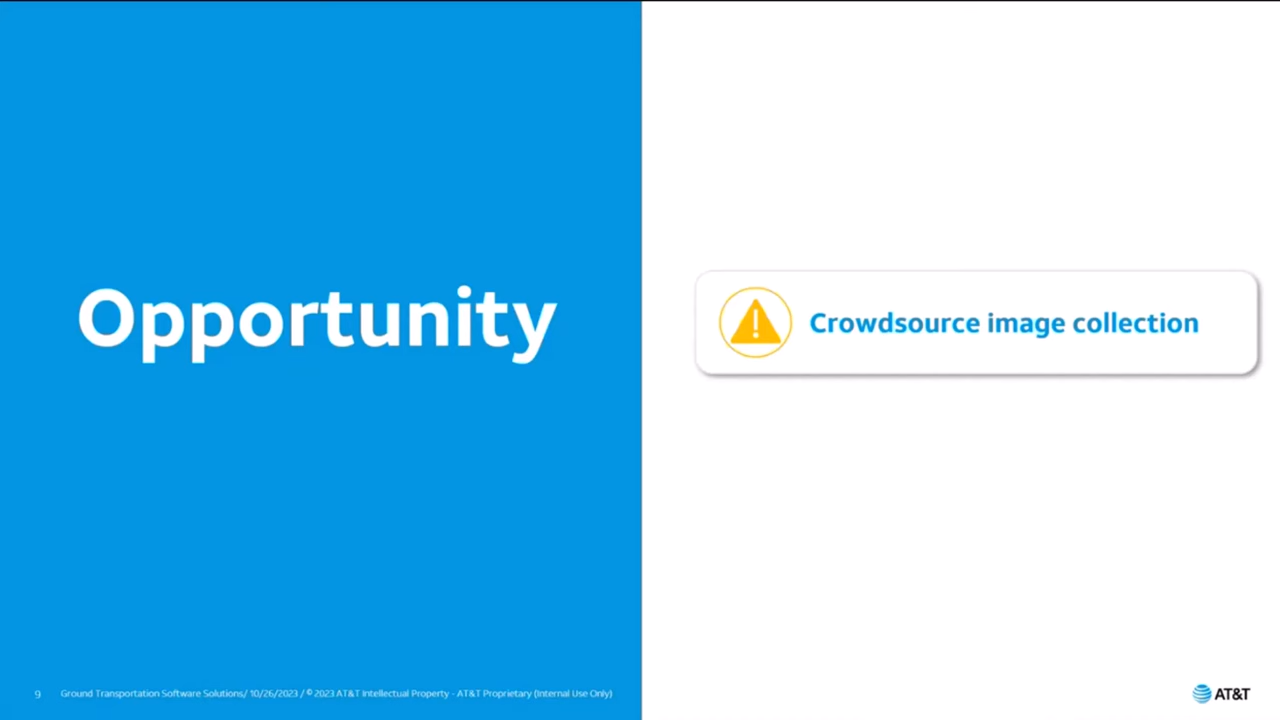 Opportunity
Crowdsource image collection
9 Ground Transportation Software Solutions/ 10/26/2023 / © 2023 AT&T Intellectual Property - AT&T Proprietary (Internal Use Only)
AT&T